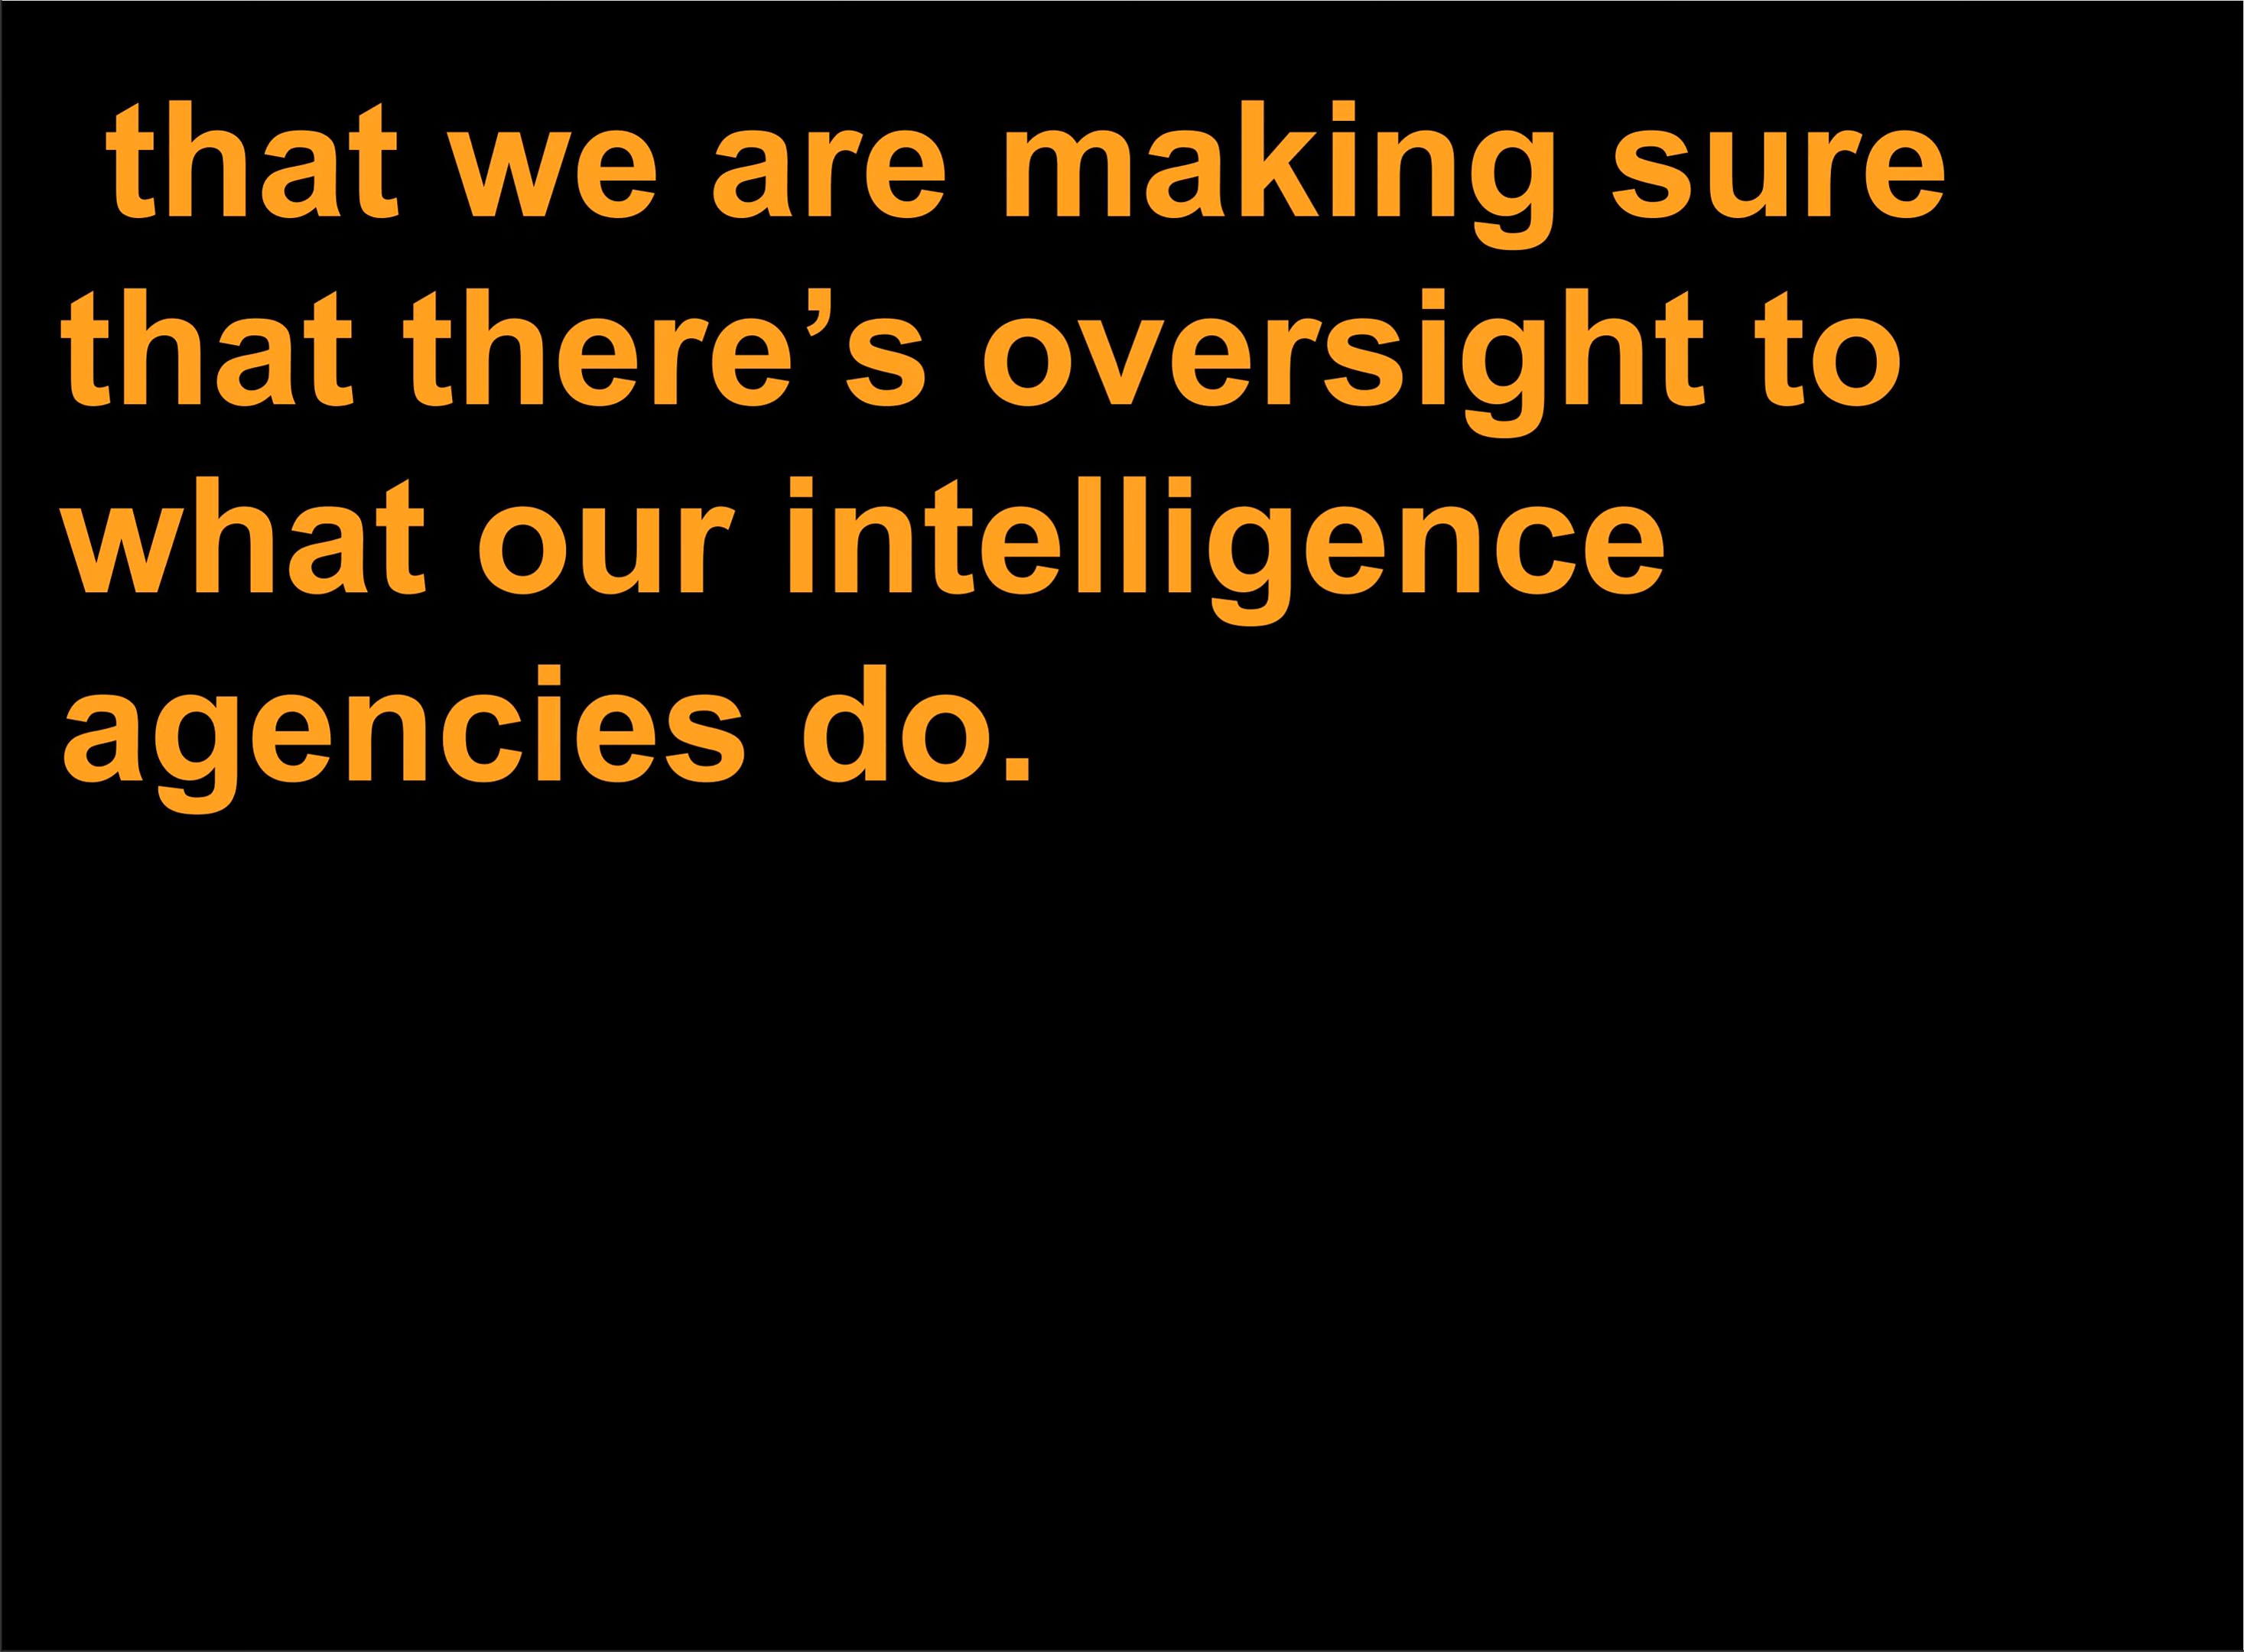 that we are making sure
that there’s oversight to
what our intelligence
agencies do.